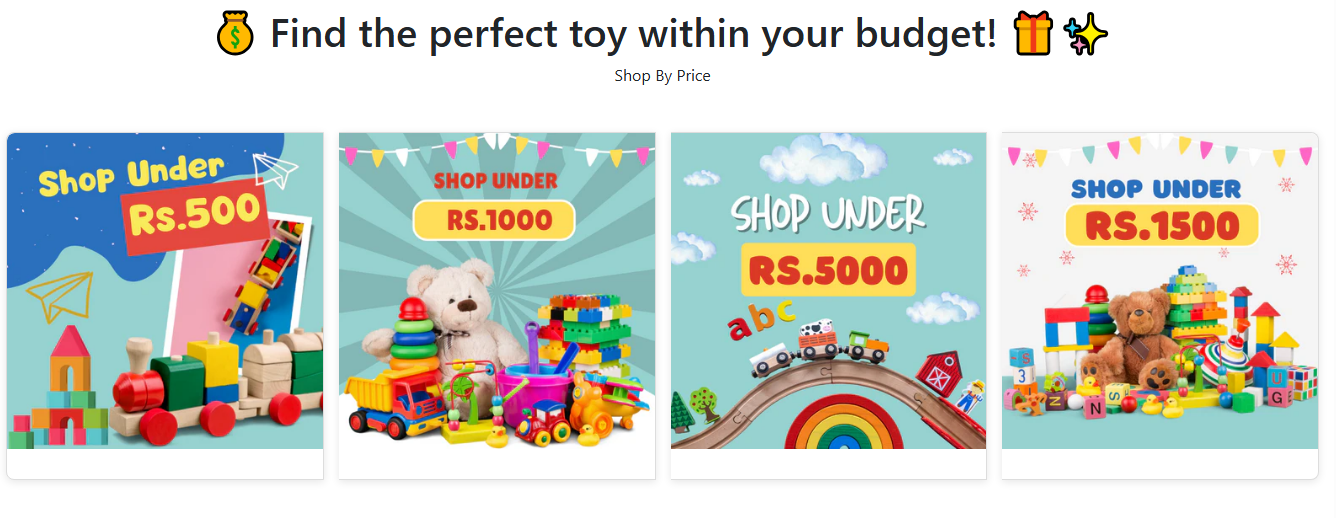 💰 Find the perfect toy within your budget! 🎁✨
Shop By Price
Shop Under
Rs.500
SHOP UNDER
RS.1000
SHOP UNDER
RS.5000
abc
SHOP UNDER
RS.1500
S
3
Z
N
N
S
U
G